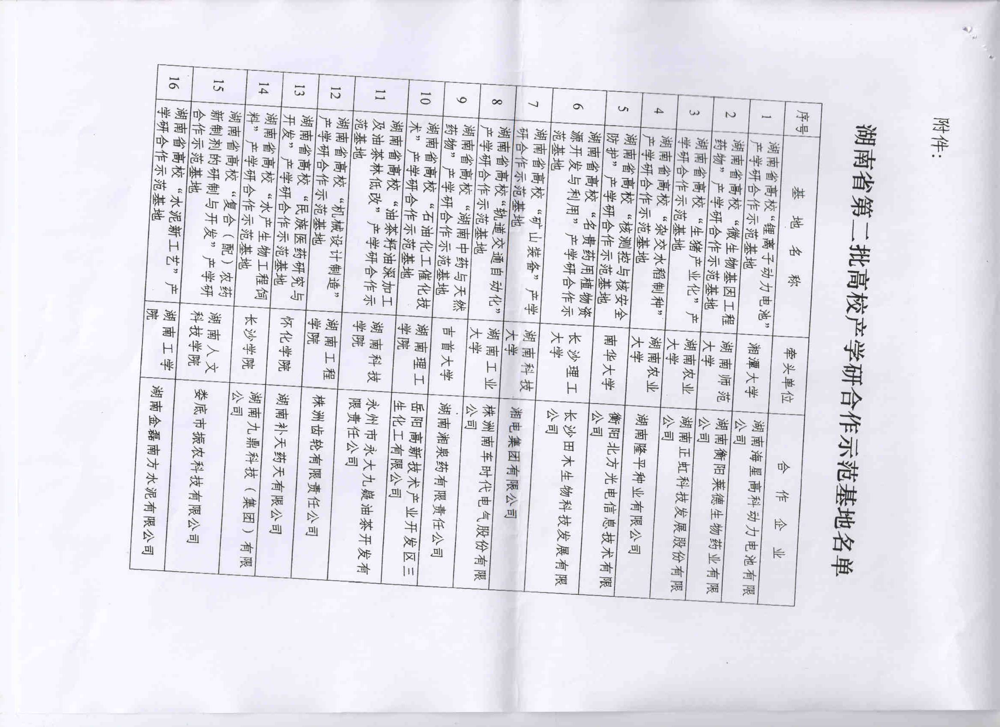 附件：
湖南省第二批高校产学研合作示范基地名单
序号
基地名称
牵头单位
合作企业
1
湖南省高校“锂离子动力电池”
产学研合作示范基地
湘潭大学
湖南海星高科动力电池有限
公司
2
湖南省高校“微生物基因工程
药物”产学研合作示范基地
湖南师范
大学
湖南衡阳莱德生物药业有限
公司
3
湖南省高校“生猪产业化”产
学研合作示范基地
湖南农业
大学
湖南正虹科技发展股份有限
公司
4
湖南省高校“杂交水稻制种”
产学研合作示范基地
湖南农业
大学
湖南隆平种业有限公司
5
湖南省高校“核测控与核安全
防护”产学研合作示范基地
南华大学
衡阳北方光电信息技术有限
公司
6
湖南省高校“名贵药用植物资
源开发与利用”产学研合作示
范基地
长沙理工
大学
长沙田木生物科技发展有限
公司
7
湖南省高校“矿山装备”产学
研合作示范基地
湖南科技
大学
湘电集团有限公司
8
湖南省高校“轨道交通自动化”
产学研合作示范基地
湖南工业
大学
株洲南车时代电气股份有限
公司
9
湖南省高校“湖南中药与天然
药物”产学研合作示范基地
吉首大学
湖南湘泉药有限责任公司
10
湖南省高校“石油化工催化技
术”产学研合作示范基地
湖南理工
学院
岳阳高新技术产业开发区三
生化工有限公司
11
湖南省高校“油茶籽油深加工
及油茶林低改”产学研合作示
范基地
湖南科技
学院
永州市永大九嶷油茶开发有
限责任公司
12
湖南省高校“机械设计制造”
产学研合作示范基地
湖南工程
学院
株洲齿轮有限责任公司
13
湖南省高校“民族医药研究与
开发”产学研合作示范基地
怀化学院
湖南补天药天有限公司
14
湖南省高校“水产生物工程饲
料”产学研合作示范基地
长沙学院
湖南九鼎科技（集团）有限
公司
15
湖南省高校“复合（配）农药
新制剂的研制与开发”产学研
合作示范基地
湖南人文
科技学院
娄底市振农科技有限公司
16
湖南省高校“水泥新工艺”产
学研合作示范基地
湖南工学
院
湖南金磊南方水泥有限公司